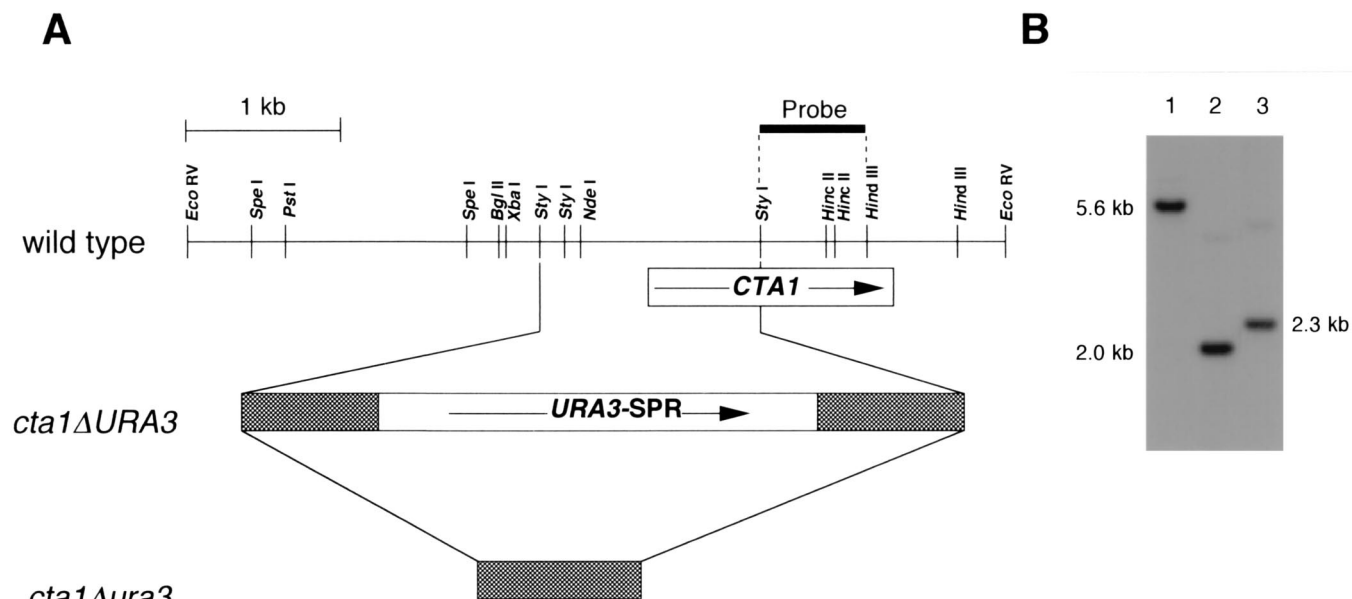 A
B
1 kb
Probe
1 2 3
Eco RV
Spe I
Pst I
Spe I
Bgl II
Xba I
Sty I
Sty I
Nde I
Sty I
Hinc II
Hinc II
Hind III
Hind III
Eco RV
wild type
CTA1
5.6 kb
2.3 kb
2.0 kb
cta1ΔURA3
URA3-SPR
cta1Δura3